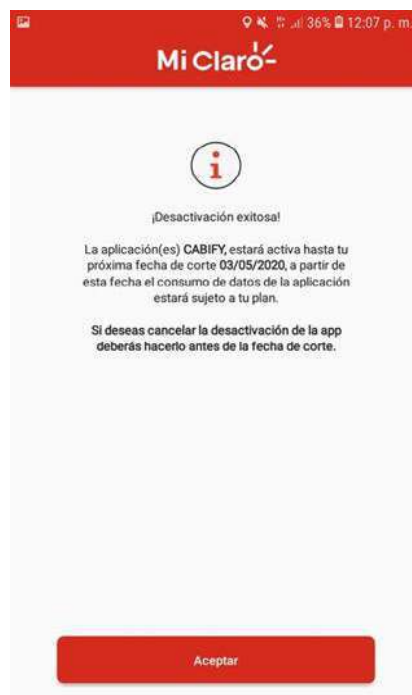 36% 12:07 p. m.
Mi Claro
i
¡Desactivación exitosa!
La aplicación(es) CABIFY, estará activa hasta tu
próxima fecha de corte 03/05/2020, a partir de
esta fecha el consumo de datos de la aplicación
estará sujeto a tu plan.
Si deseas cancelar la desactivación de la app
deberás hacerlo antes de la fecha de corte.
Aceptar